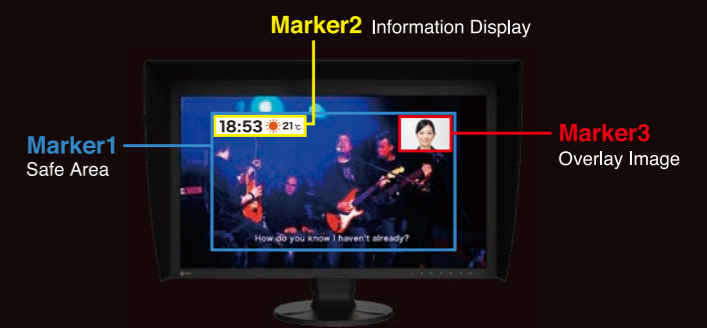 Marker2 Information Display
18:53 21°c
Marker1
Safe Area
Marker3
Overlay Image
How do you know I haven't already?